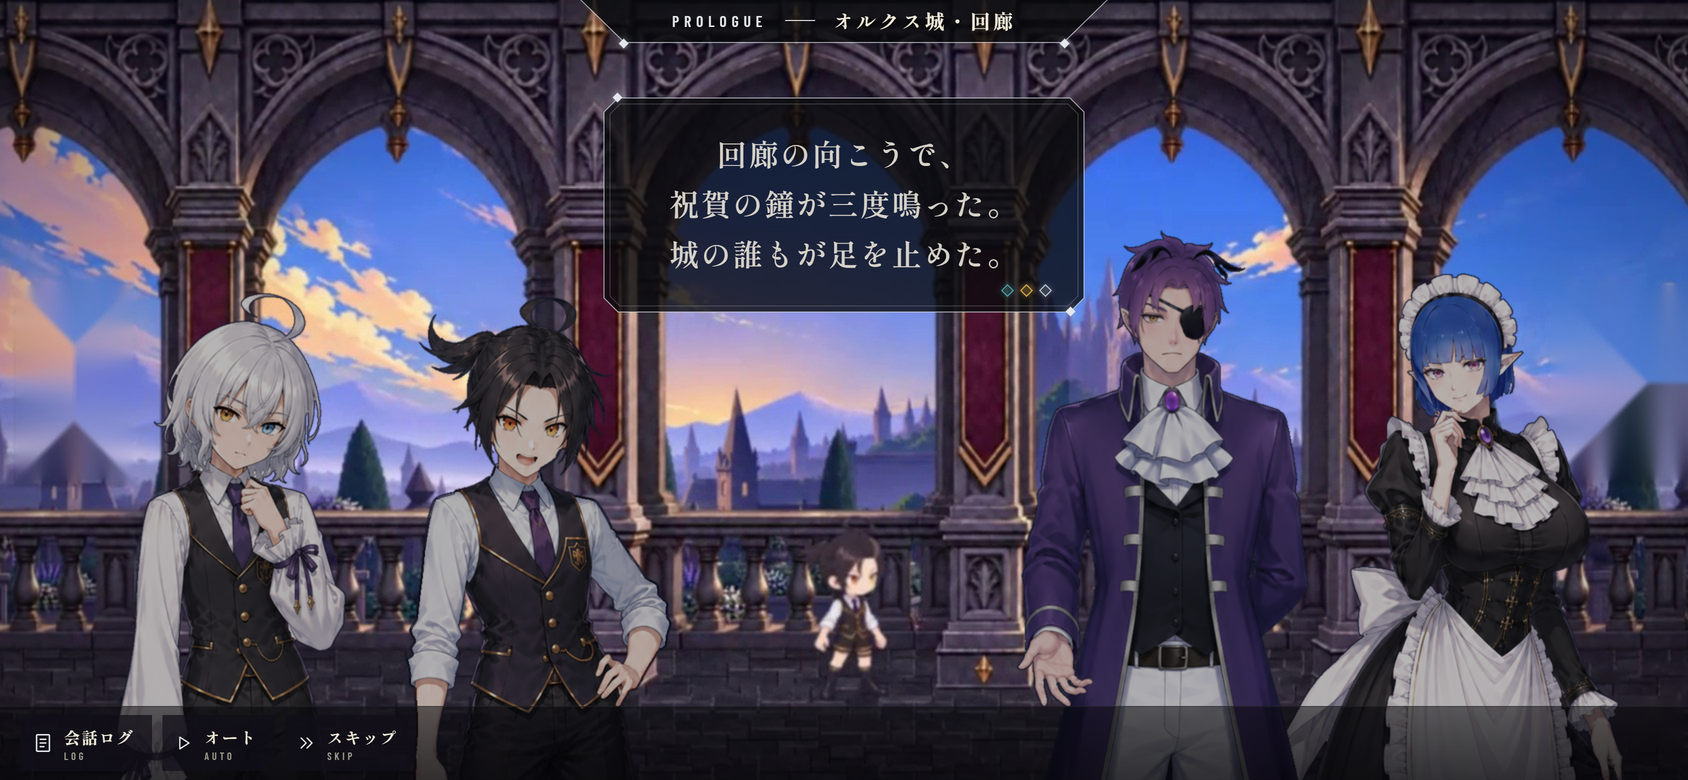 PROLOGUE — オルクス城・回廊
回廊の向こうで、
祝賀の鐘が三度鳴った。
城の誰もが足を止めた。
会話ログ オート スキップ
LOG AUTO SKIP